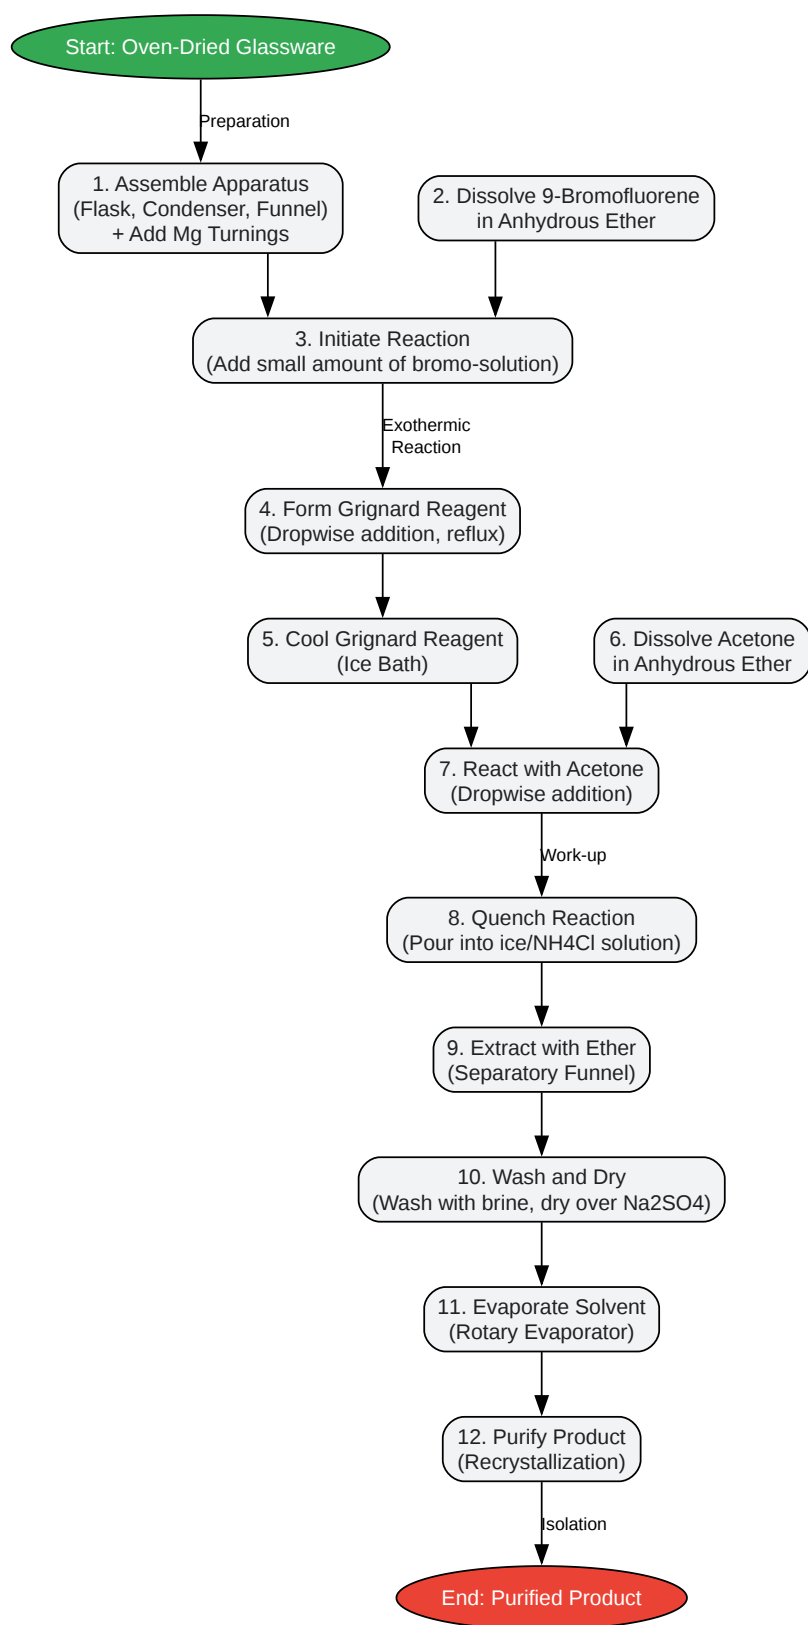 Start: Oven-Dried Glassware
Preparation
1. Assemble Apparatus
(Flask, Condenser, Funnel)
+ Add Mg Turnings
2. Dissolve 9-Bromofluorene
in Anhydrous Ether
3. Initiate Reaction
(Add small amount of bromo-solution)
Exothermic
Reaction
4. Form Grignard Reagent
(Dropwise addition, reflux)
5. Cool Grignard Reagent
(Ice Bath)
6. Dissolve Acetone
in Anhydrous Ether
7. React with Acetone
(Dropwise addition)
Work-up
8. Quench Reaction
(Pour into ice/NH4Cl solution)
9. Extract with Ether
(Separatory Funnel)
10. Wash and Dry
(Wash with brine, dry over Na2SO4)
11. Evaporate Solvent
(Rotary Evaporator)
12. Purify Product
(Recrystallization)
Isolation
End: Purified Product